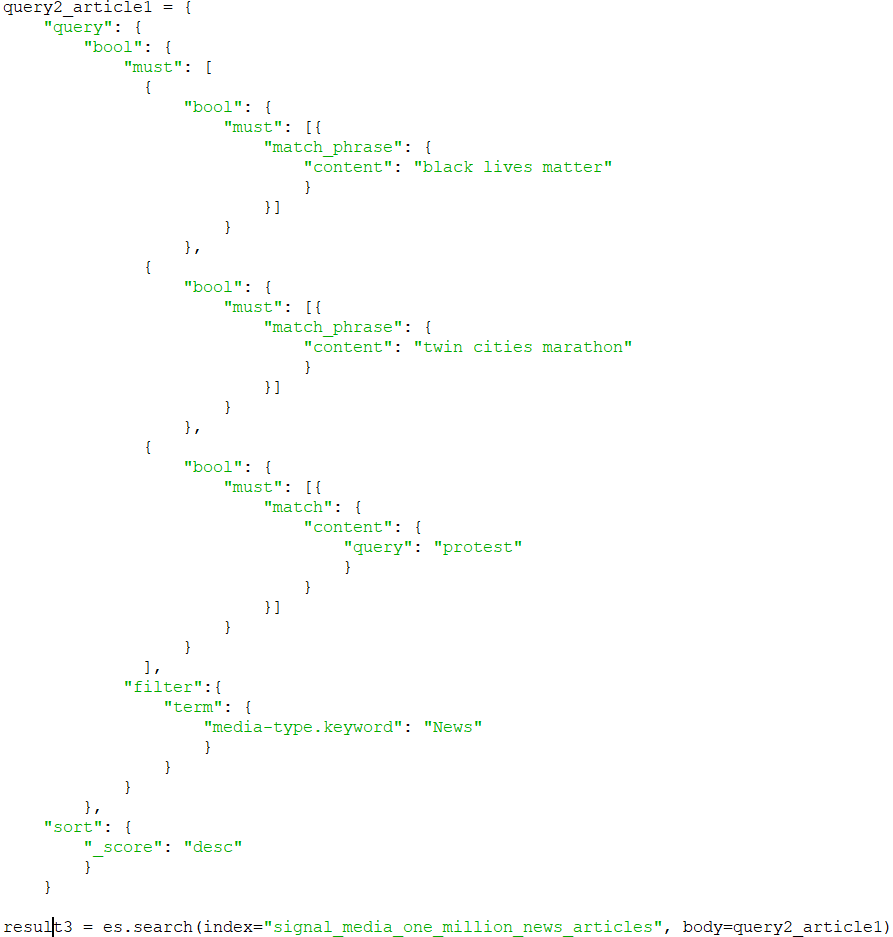 query2_article1 = {
    "query": {
        "bool": {
            "must": [
              {
                  "bool": {
                      "must": [{
                          "match_phrase": {
                              "content": "black lives matter"
                              }
                          }]
                      }
                  },
              {
                  "bool": {
                      "must": [{
                          "match_phrase": {
                              "content": "twin cities marathon"
                              }
                          }]
                      }
                  },
              {
                  "bool": {
                      "must": [{
                          "match": {
                              "content": {
                                  "query": "protest"
                                  }
                              }
                          }]
                      }
                  }
              ],
            "filter":{
                "term": {
                    "media-type.keyword": "News"
                    }
                }
            }
        },
    "sort": {
        "_score": "desc"
        }
    }

result3 = es.search(index="signal_media_one_million_news_articles", body=query2_article1)